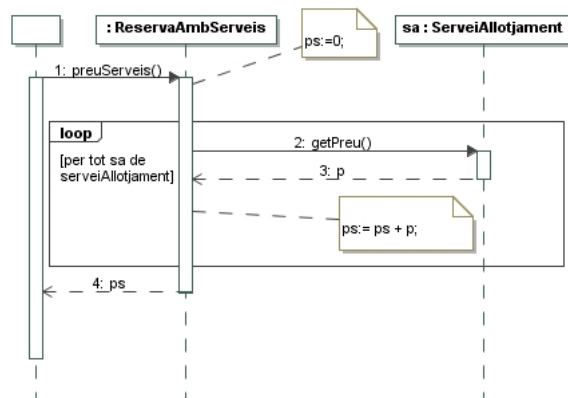 : ReservaAmbServeis
sa : ServeiAllotjament
ps:=0;
1: preuServeis()
loop
2: getPreu()
[per tot sa de
serveiAllotjament]
3: p
ps:= ps + p;
4: ps